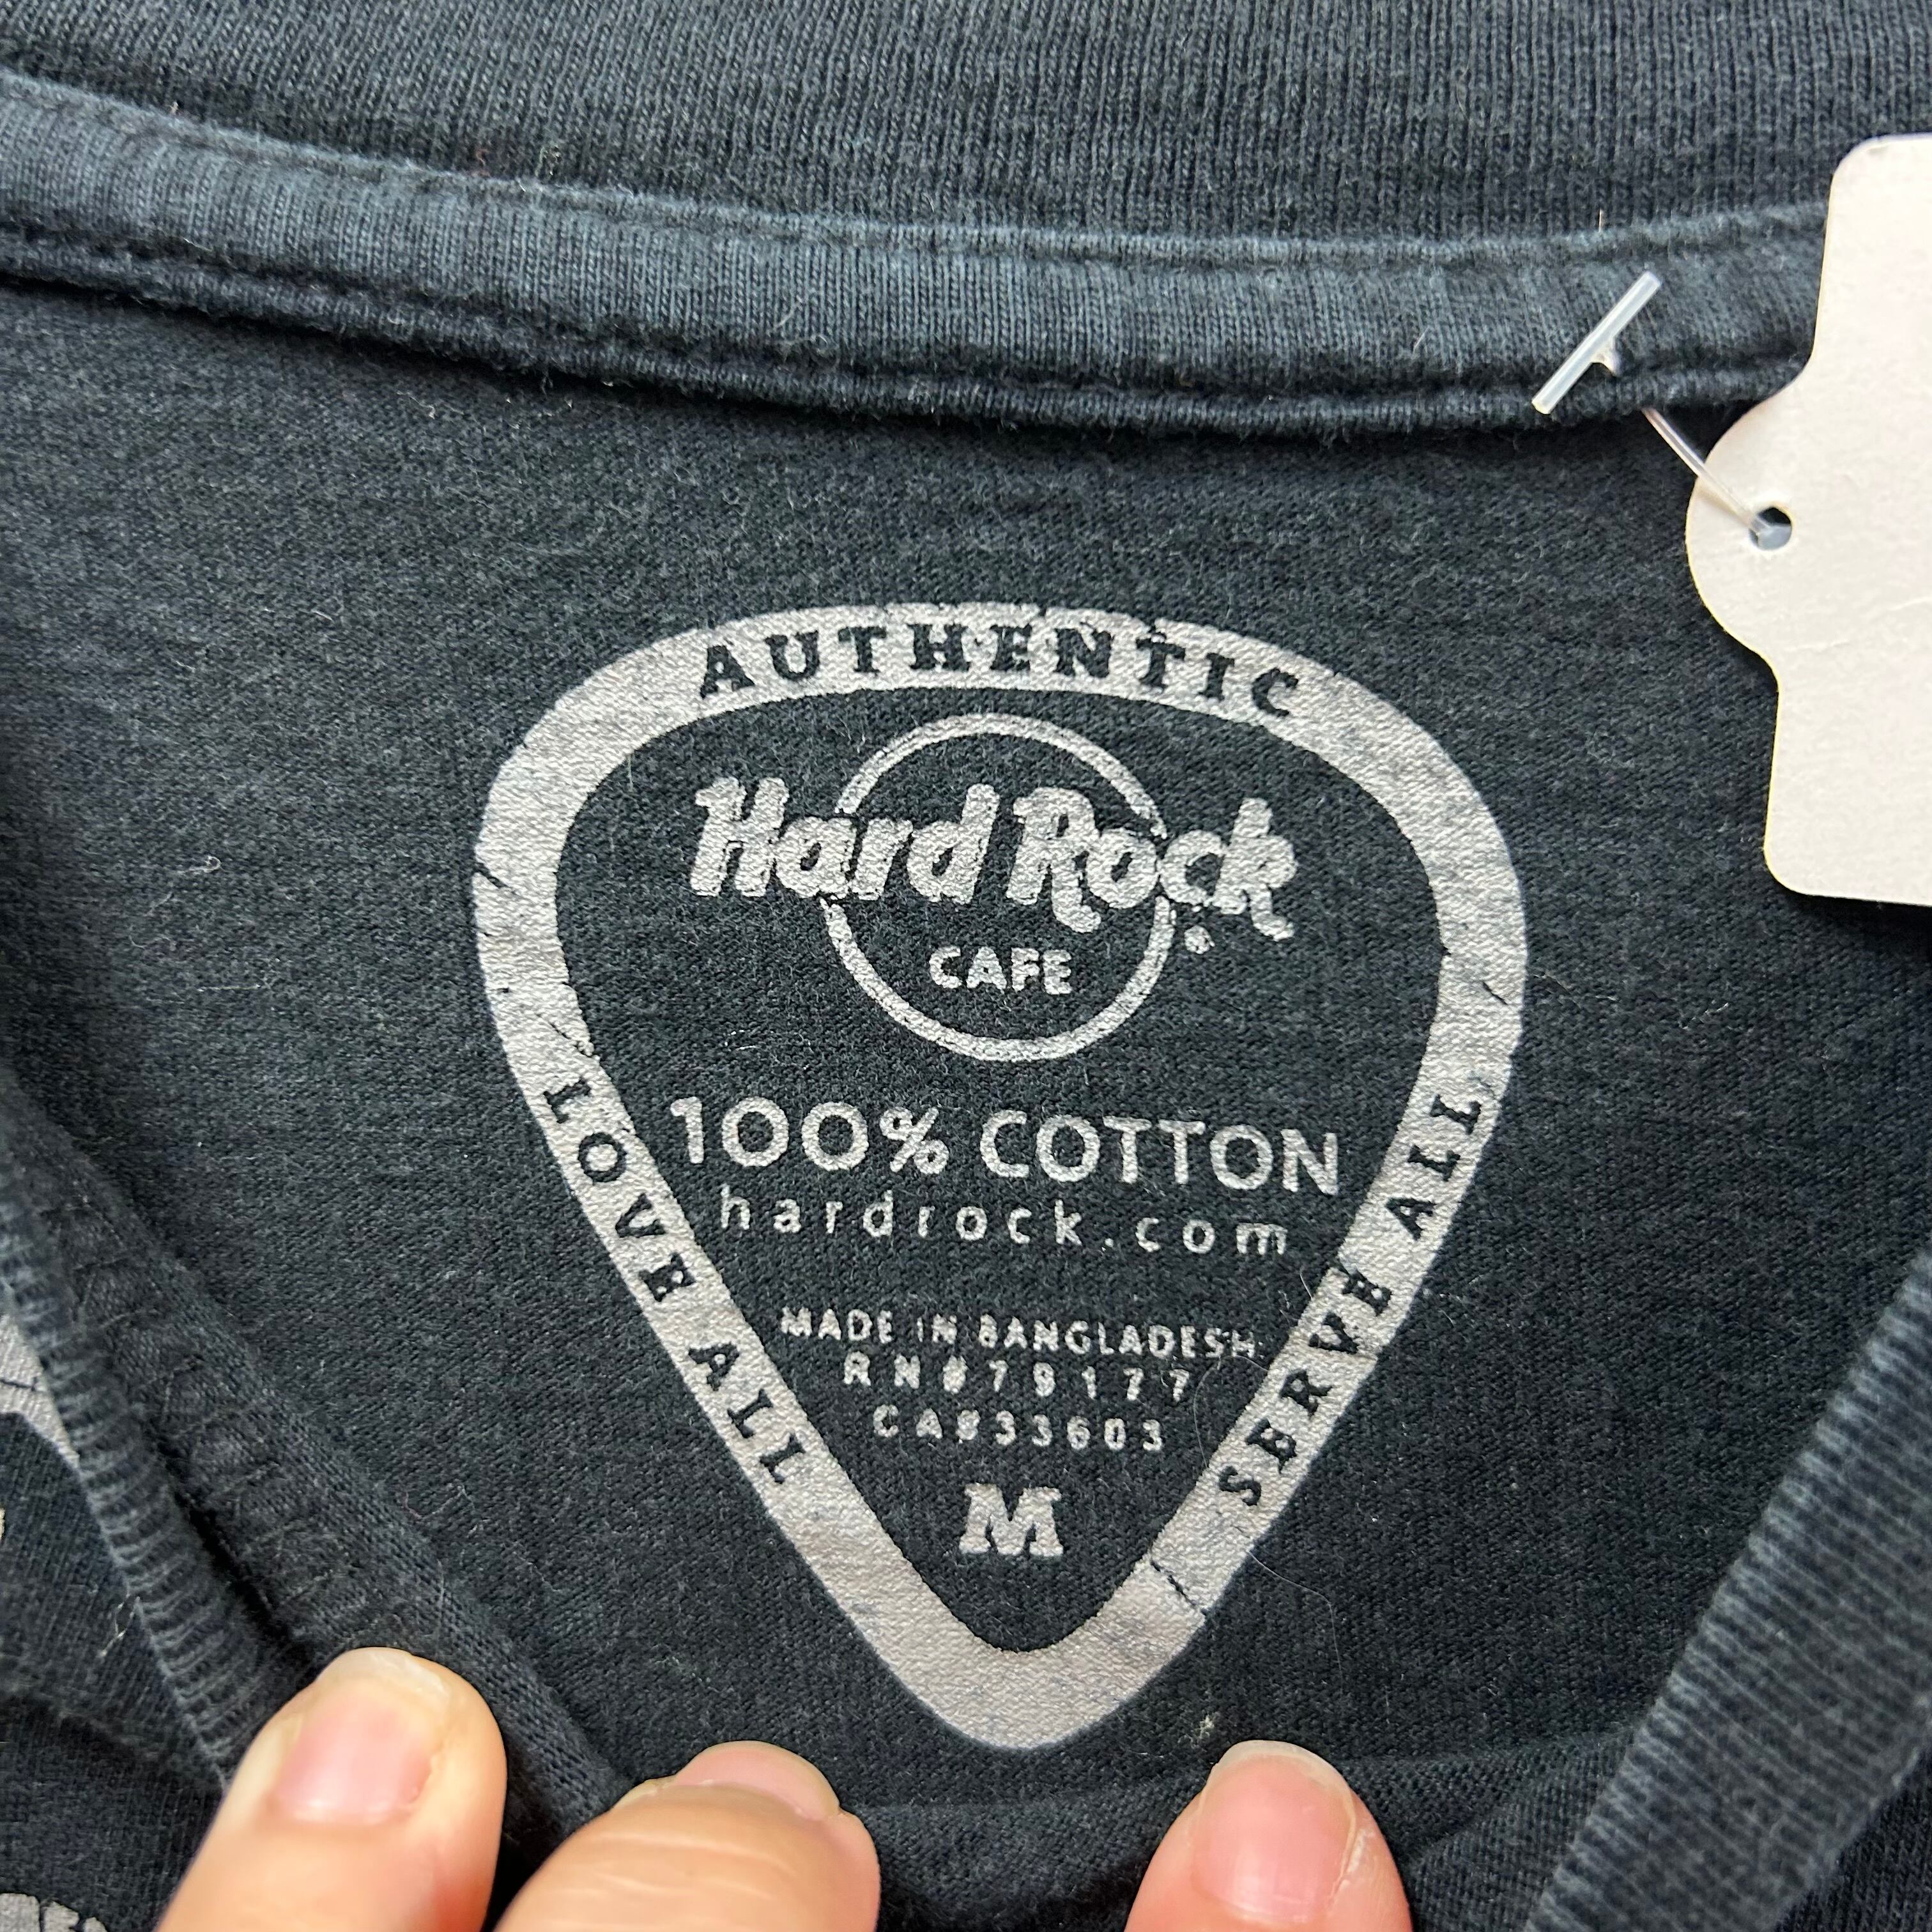 AUTHENTIC
Hard Rock
CAFE
100% COTTON
hardrock.com
MADE IN BANGLADESH
RN#79177
CA#33603
M
LOVE ALL
SERVE ALL